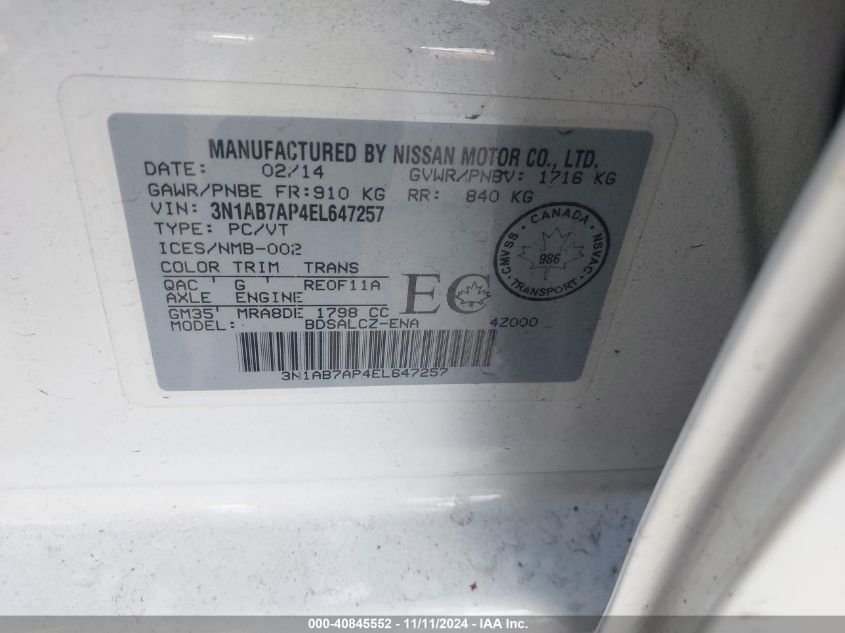 MANUFACTURED BY NISSAN MOTOR CO., LTD.
DATE: 02/14 GVWR/PNBV: 1716 KG
GAWR/PNBE FR:910 KG RR: 840 KG
VIN: 3N1AB7AP4EL647257
TYPE: PC/VT
ICES/NMB-002
COLOR TRIM TRANS
QAC ' G ' RE0F11A
AXLE ENGINE
GM35' MRA8DE 1798 CC
MODEL: BDSALCZ-ENA 4Z000
EC
CANADA
CMVSS 986 NSVAC
TRANSPORT
3N1AB7AP4EL647257
000-40845552 - 11/11/2024 - IAA Inc.